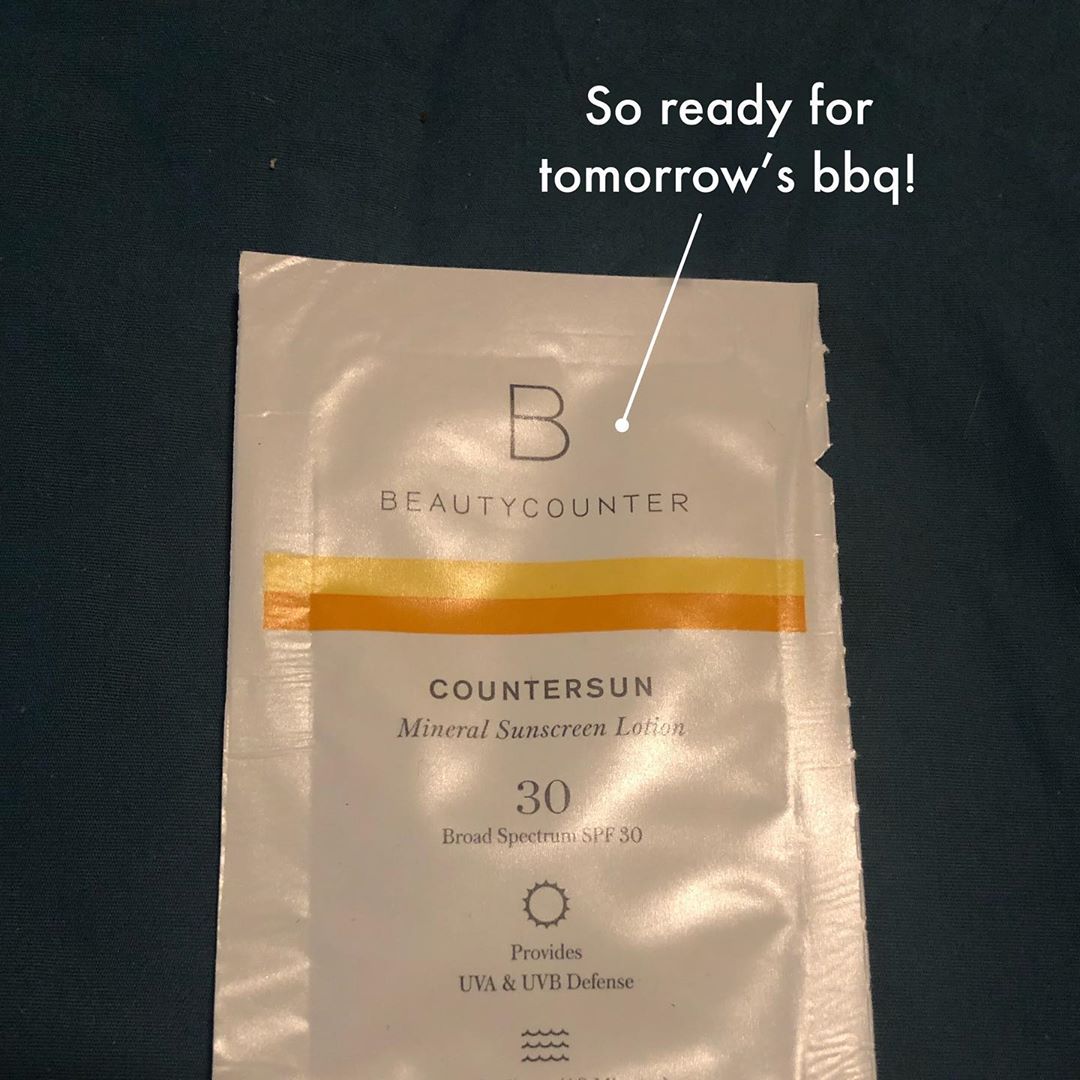 So ready for
tomorrow's bbq!
B
BEAUTYCOUNTER
COUNTERSUN
Mineral Sunscreen Lotion
30
Broad Spectrum SPF 30
Provides
UVA & UVB Defense